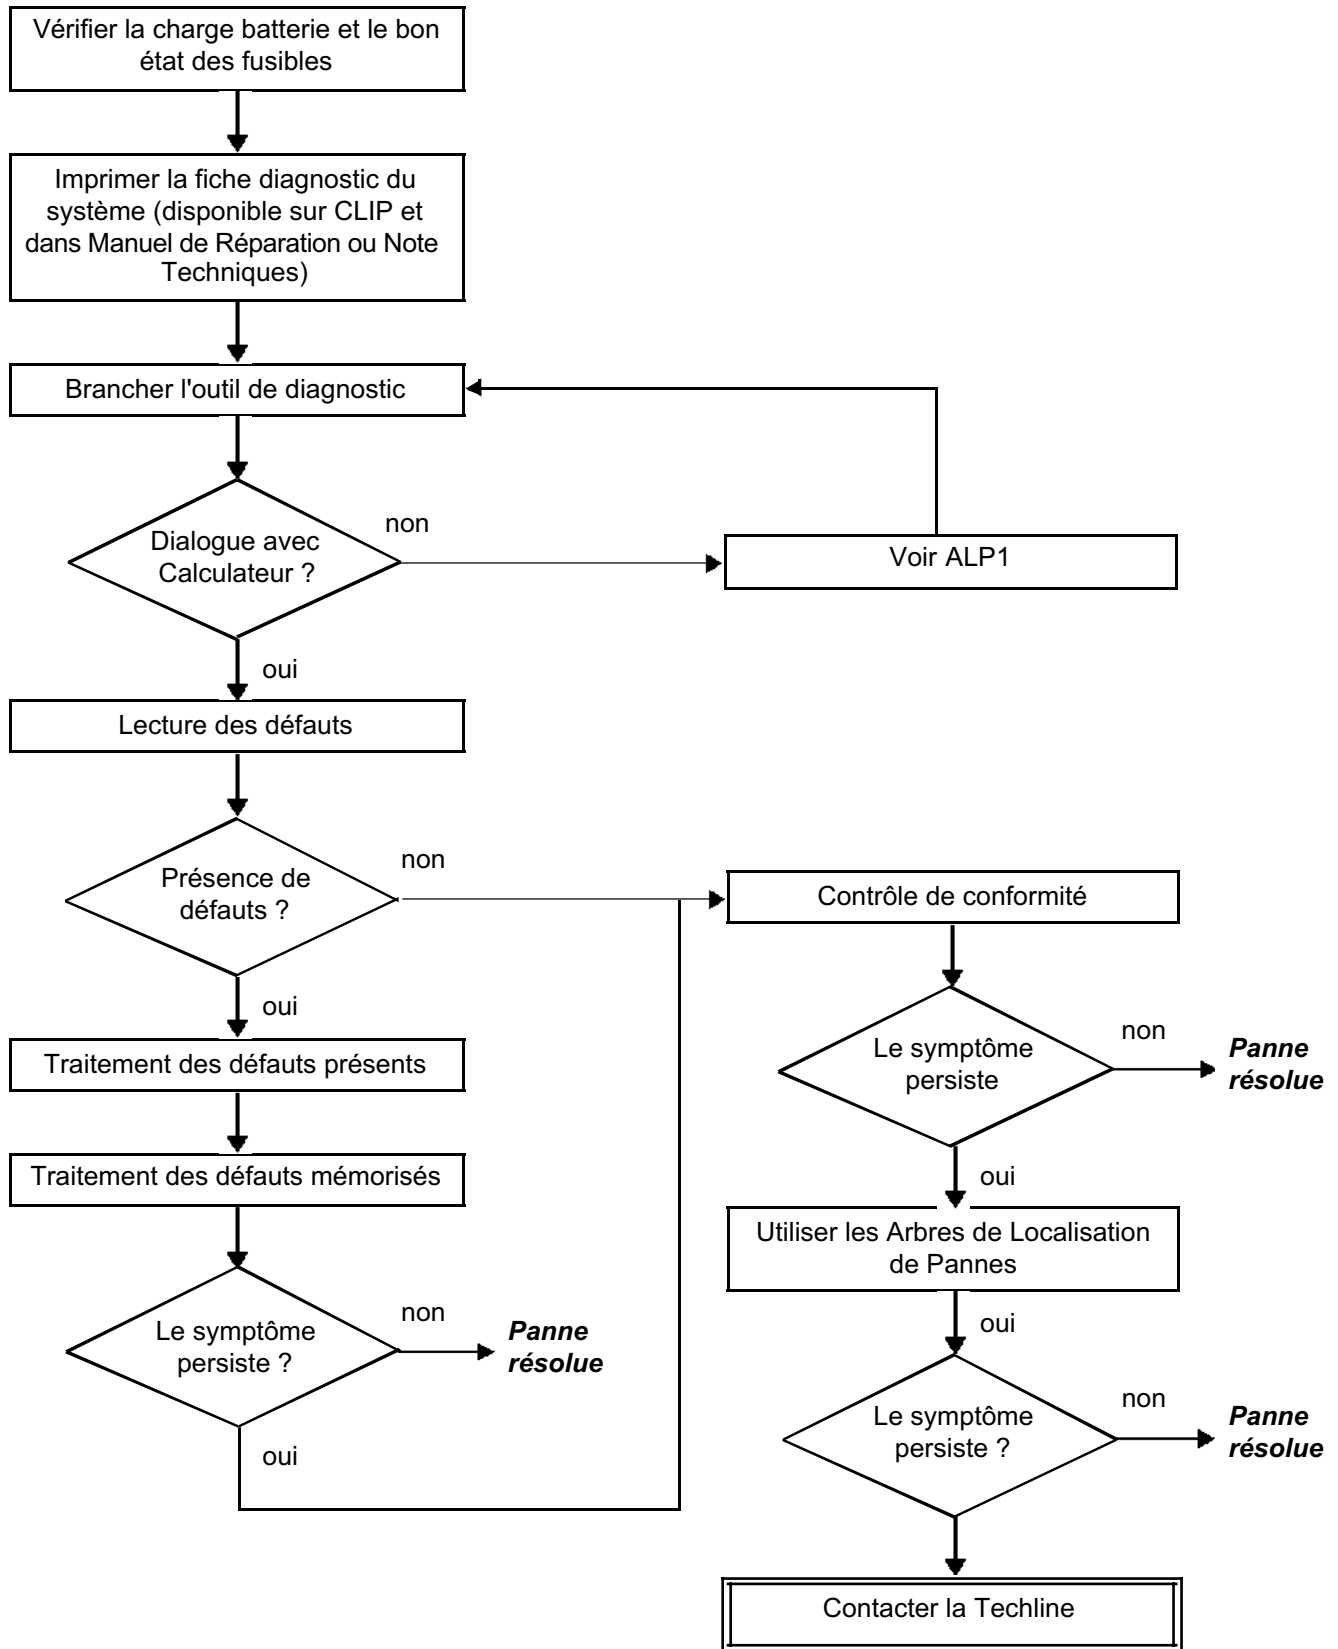 Vérifier la charge batterie et le bon
état des fusibles
Imprimer la fiche diagnostic du
système (disponible sur CLIP et
dans Manuel de Réparation ou Note
Techniques)
Brancher l'outil de diagnostic
Dialogue avec
Calculateur ?
non
Voir ALP1
oui
Lecture des défauts
Présence de
défauts ?
non
oui
Traitement des défauts présents
Traitement des défauts mémorisés
Le symptôme
persiste ?
non
Panne
résolue
oui
Contrôle de conformité
Le symptôme
persiste
non
Panne
résolue
oui
Utiliser les Arbres de Localisation
de Pannes
oui
Le symptôme
persiste ?
non
Panne
résolue
Contacter la Techline